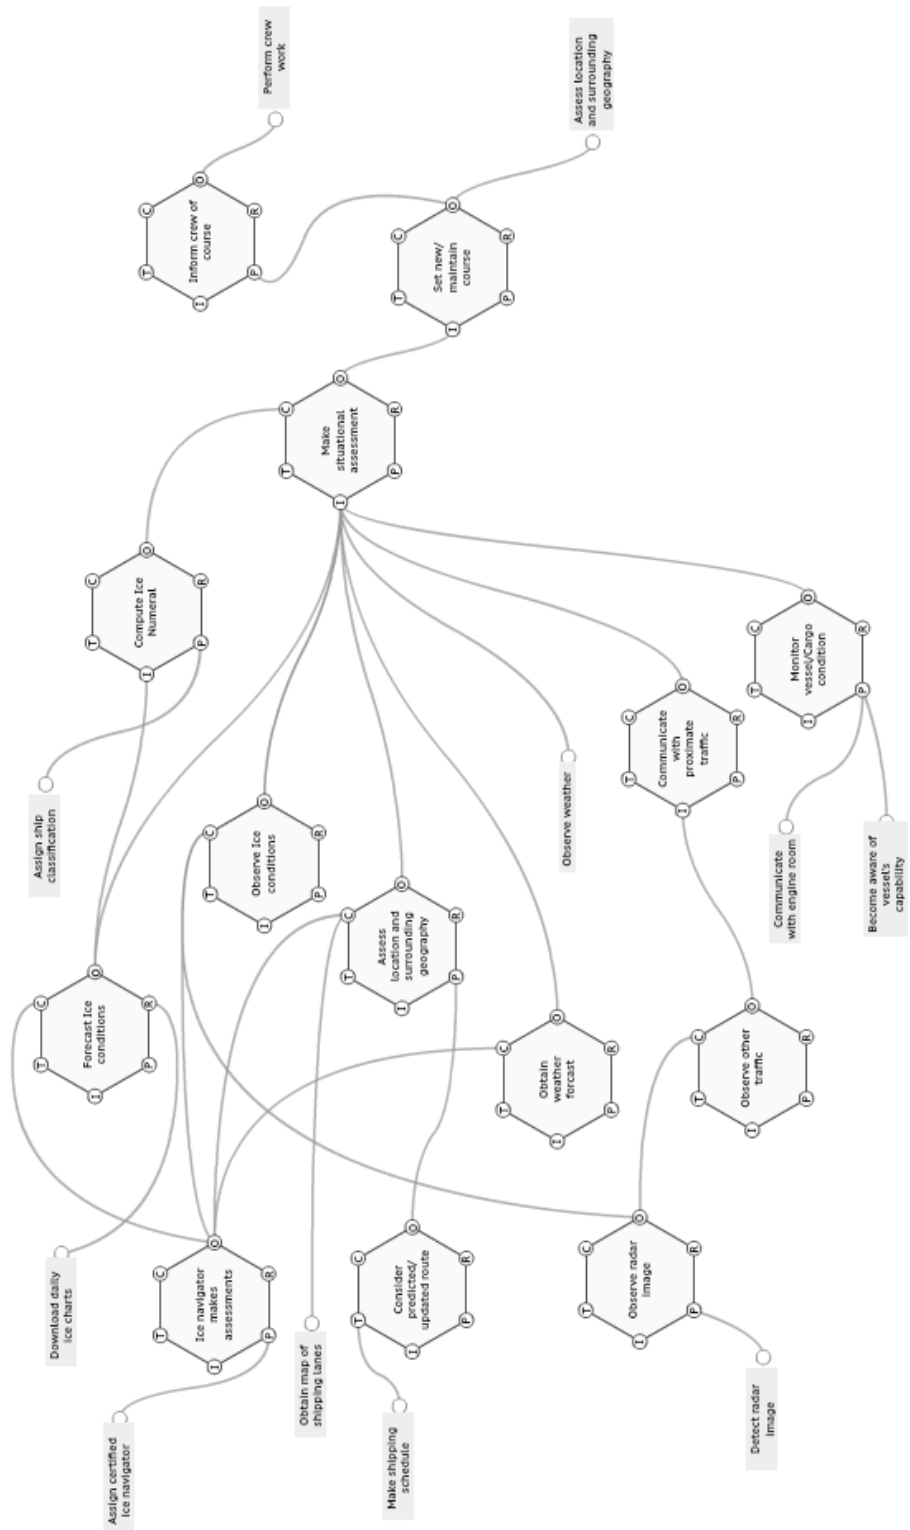 Assign certified
ice navigator
Download daily
ice charts
Make shipping
schedule
Obtain map of
shipping lanes
Detect radar
image
T
C
I
Ice navigator
makes
assessments
O
P
R
T
C
I
Consider
predicted/
updated route
O
P
R
T
C
I
Observe radar
image
O
P
R
T
C
I
Forecast Ice
conditions
O
P
R
T
C
I
Obtain
weather
forcast
O
P
R
T
C
I
Observe other
traffic
O
P
R
T
C
I
Assess
location and
surrounding
geography
O
P
R
T
C
I
Observe Ice
conditions
O
P
R
Assign ship
classification
Observe weather
Communicate
with engine room
Become aware of
vessel's
capability
T
C
I
Communicate
with
proximate
traffic
O
P
R
T
C
I
Monitor
vessel/Cargo
condition
O
P
R
T
C
I
Compute Ice
Numeral
O
P
R
T
C
I
Make
situational
assessment
O
P
R
T
C
I
Set new/
maintain
course
O
P
R
T
C
I
Inform crew of
course
O
P
R
Perform crew
work
Assess location
and surrounding
geography